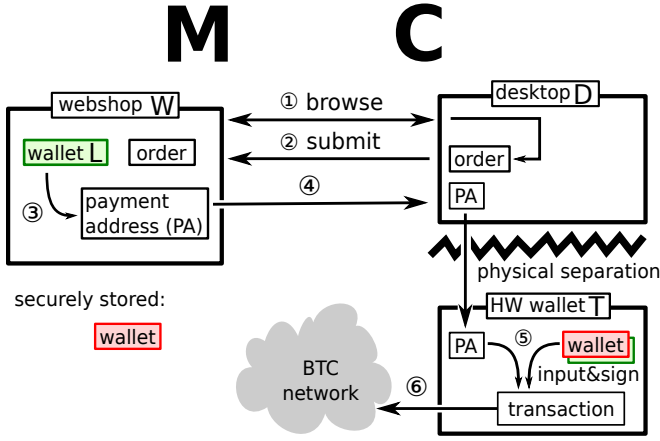 M C
webshop W
desktop D
① browse
② submit
wallet L
order
order
③
payment
address (PA)
④
PA
physical separation
securely stored:
wallet
HW wallet T
PA
⑤
wallet
input&sign
BTC
network
⑥
transaction